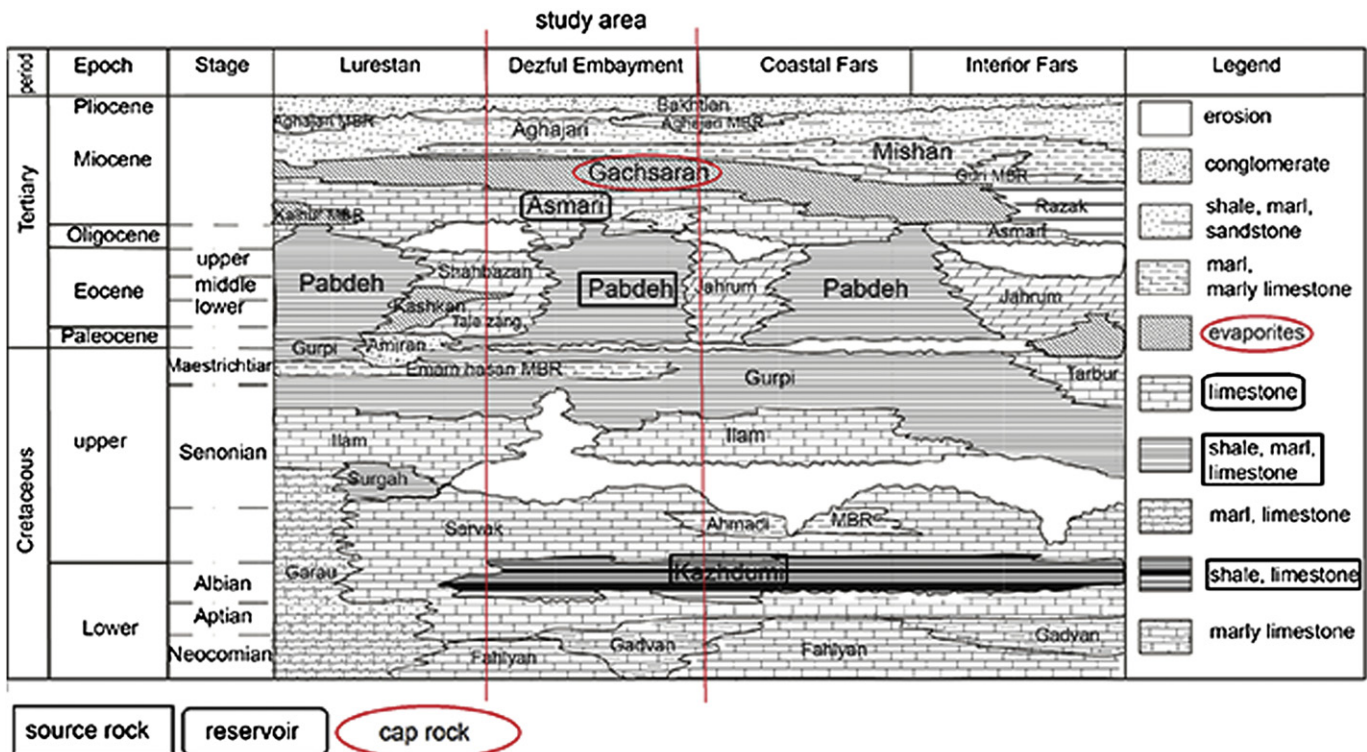 study area
period
Epoch
Stage
Lurestan
Dezful Embayment
Coastal Fars
Interior Fars
Legend
Tertiary
Cretaceous
Pliocene
Miocene
Oligocene
Eocene
Paleocene
upper
Lower
upper
middle
lower
Maestrichtian
Senonian
Albian
Aptian
Neocomian
Bakhtian
Aghajari MBR
Aghajari
Aghajari MBR
Mishan
Gachsaran
Guri MBR
Asmari
Razak
Kalhur MBR
Asmari
Pabdeh
Shahbazan
Kashkan
Tale zang
Pabdeh
Jahrum
Pabdeh
Jahrum
Gurpi
Amiran
Emam hasan MBR
Gurpi
Tarbur
Ilam
Ilam
Surgah
Sarvak
Ahmadi
MBR
Garau
Kazhdumi
Fahlyan
Gadvan
Fahlyan
Gadvan
erosion
conglomerate
shale, marl,
sandstone
marl,
marly limestone
evaporites
limestone
shale, marl,
limestone
marl, limestone
shale, limestone
marly limestone
source rock
reservoir
cap rock